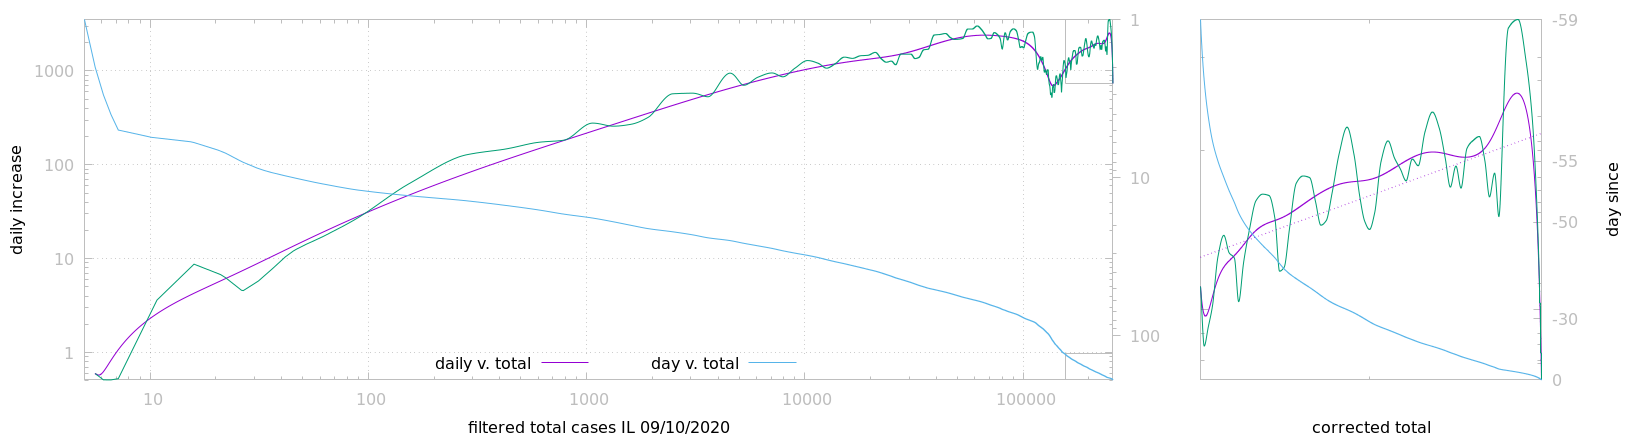 1000
100
10
1
daily increase
1
10
100
daily v. total
day v. total
10
100
1000
10000
100000
filtered total cases IL 09/10/2020
-59
-55
-50
-30
0
day since
corrected total